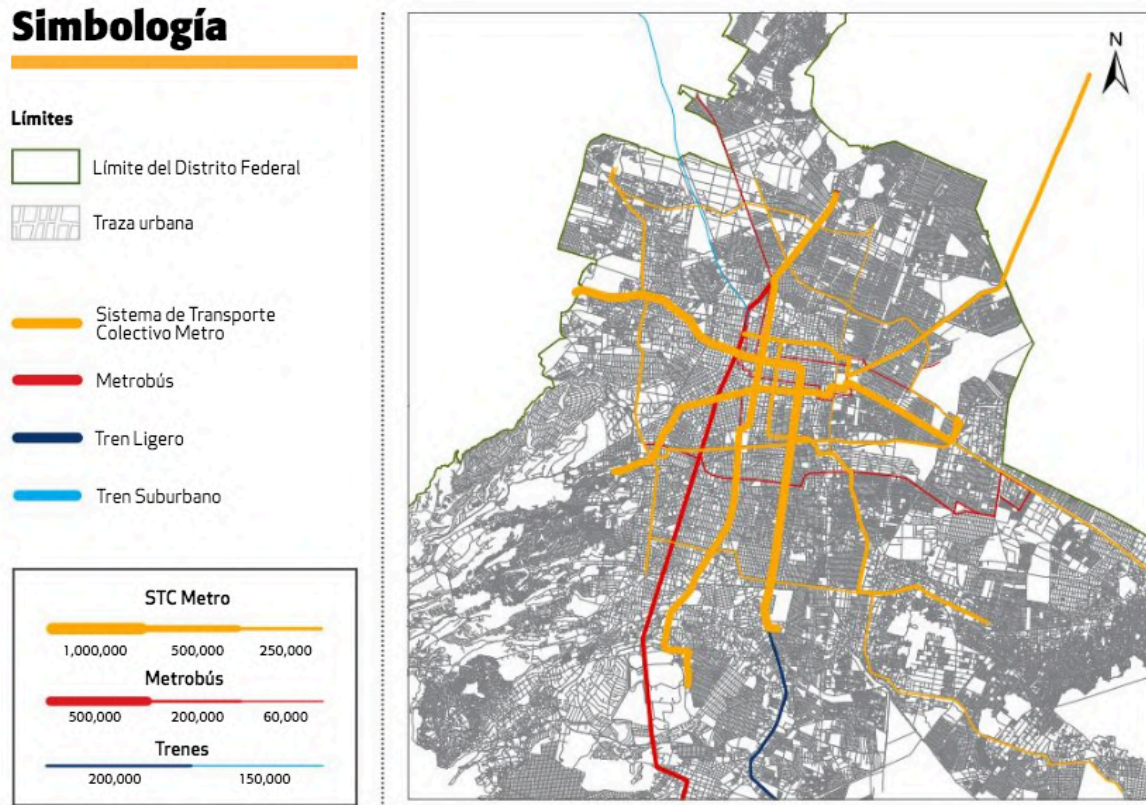 Simbología
Límites
Límite del Distrito Federal
Traza urbana
Sistema de Transporte
Colectivo Metro
Metrobús
Tren Ligero
Tren Suburbano
STC Metro
1,000,000 500,000 250,000
Metrobús
500,000 200,000 60,000
Trenes
200,000 150,000
N